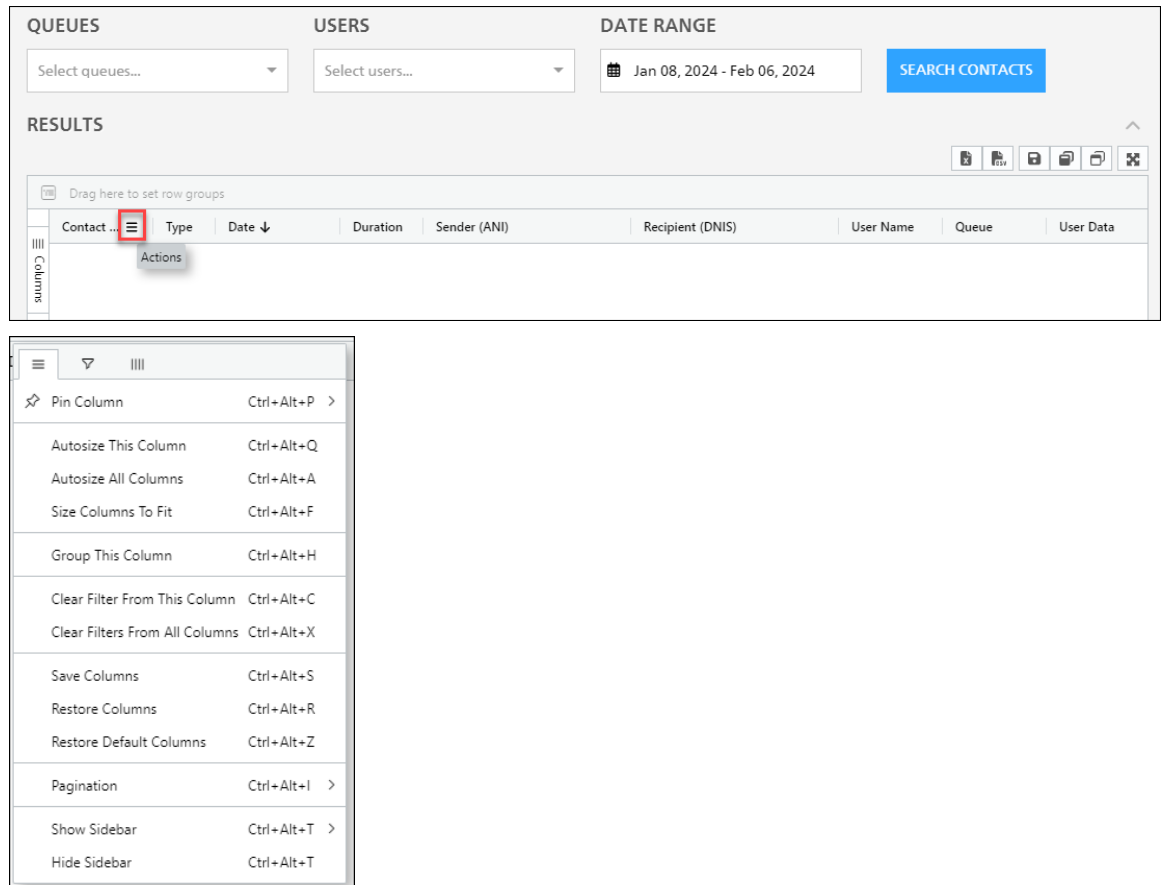 QUEUES USERS DATE RANGE
Select queues... Select users... Jan 08, 2024 - Feb 06, 2024 SEARCH CONTACTS
RESULTS
CSV
Drag here to set row groups
Contact ... Type Date Duration Sender (ANI) Recipient (DNIS) User Name Queue User Data
Actions
Columns
Pin Column Ctrl+Alt+P
Autosize This Column Ctrl+Alt+Q
Autosize All Columns Ctrl+Alt+A
Size Columns To Fit Ctrl+Alt+F
Group This Column Ctrl+Alt+H
Clear Filter From This Column Ctrl+Alt+C
Clear Filters From All Columns Ctrl+Alt+X
Save Columns Ctrl+Alt+S
Restore Columns Ctrl+Alt+R
Restore Default Columns Ctrl+Alt+Z
Pagination Ctrl+Alt+I
Show Sidebar Ctrl+Alt+T
Hide Sidebar Ctrl+Alt+T